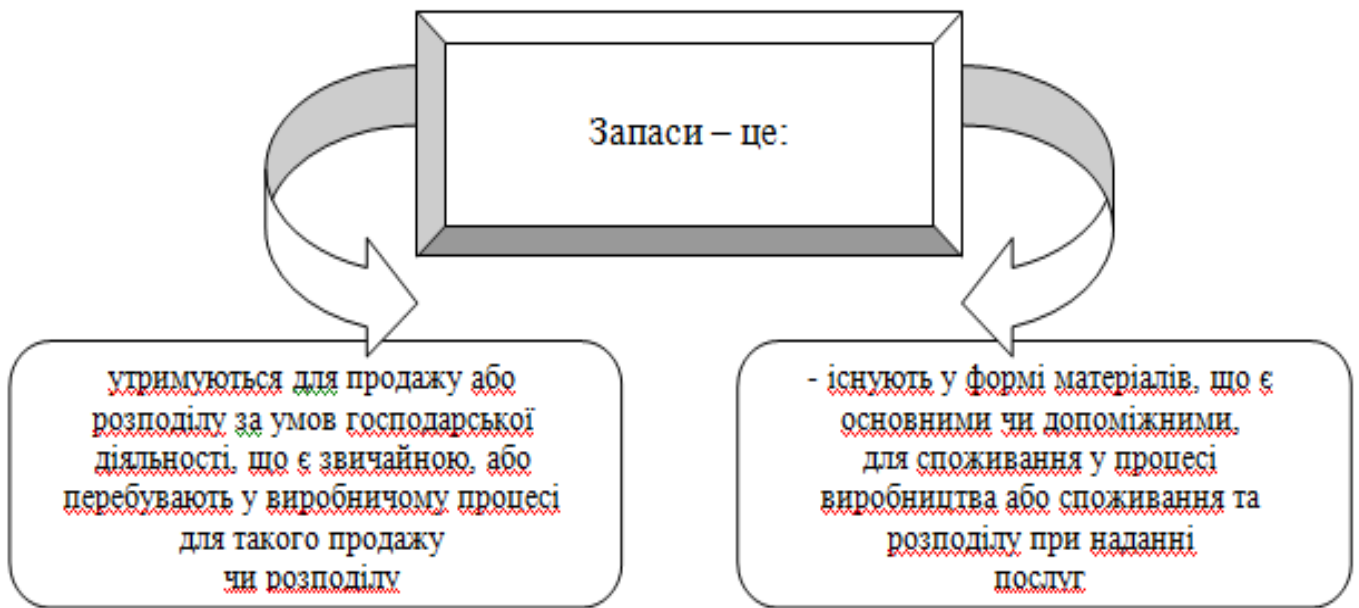 Запаси – це:
утримуються для продажу або
розподілу за умов господарської
діяльності, що є звичайною, або
перебувають у виробничому процесі
для такого продажу
чи розподілу
- існують у формі матеріалів, що є
основними чи допоміжними,
для споживання у процесі
виробництва або споживання та
розподілу при наданні
послуг